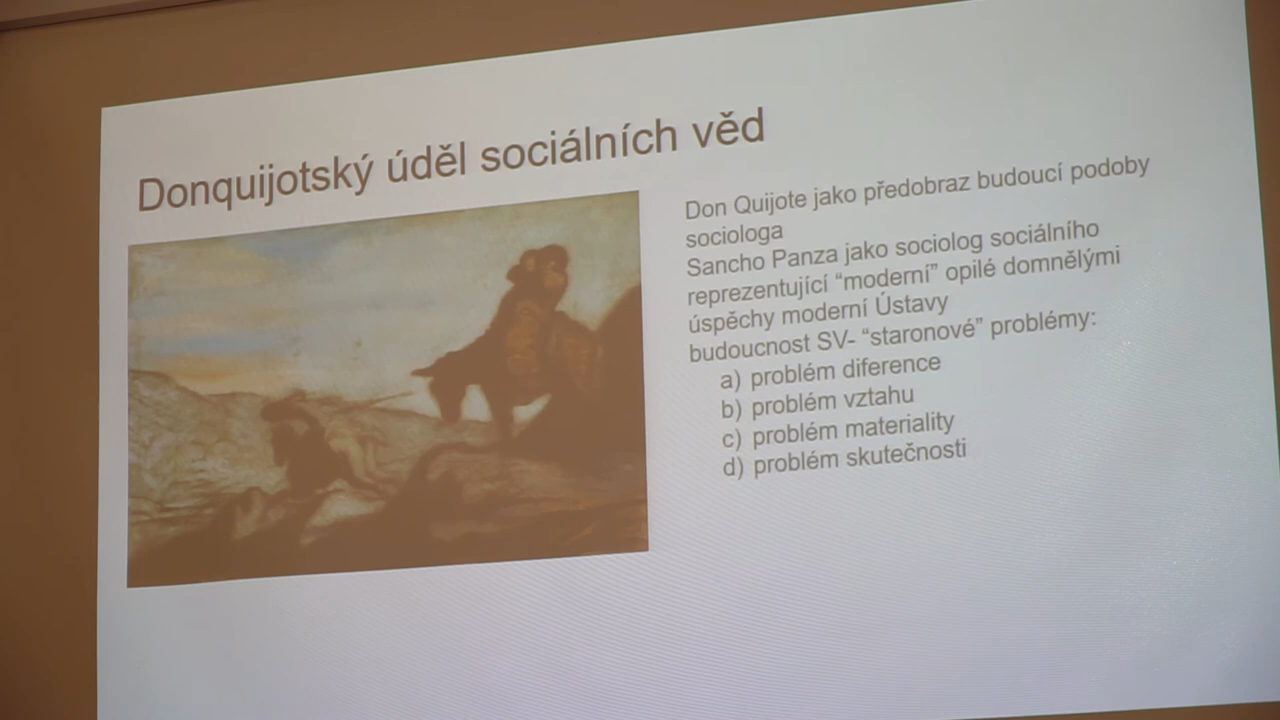 Donquijotský úděl sociálních věd
Don Quijote jako předobraz budoucí podoby
sociologa
Sancho Panza jako sociolog sociálního
reprezentující “moderní” opilé domnělými
úspěchy moderní Ústavy
budoucnost SV- “staronové” problémy:
a) problém diference
b) problém vztahu
c) problém materiality
d) problém skutečnosti